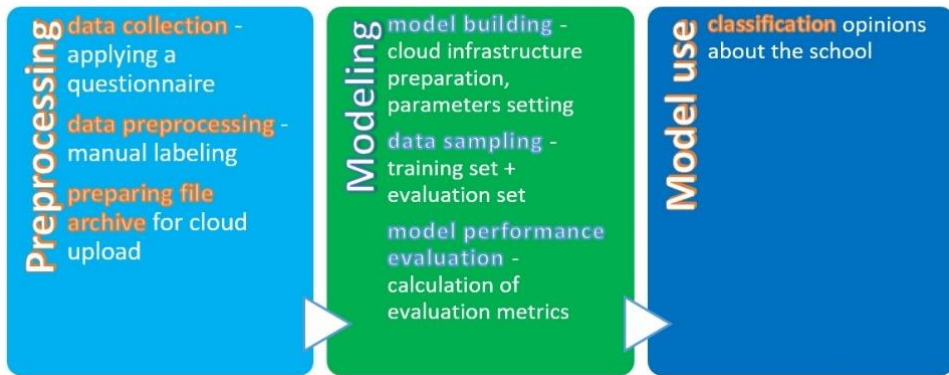 Preprocessing
data collection -
applying a
questionnaire
data preprocessing -
manual labeling
preparing file
archive for cloud
upload
Modeling
model building -
cloud infrastructure
preparation,
parameters setting
data sampling -
training set +
evaluation set
model performance
evaluation -
calculation of
evaluation metrics
Model use
classification opinions
about the school